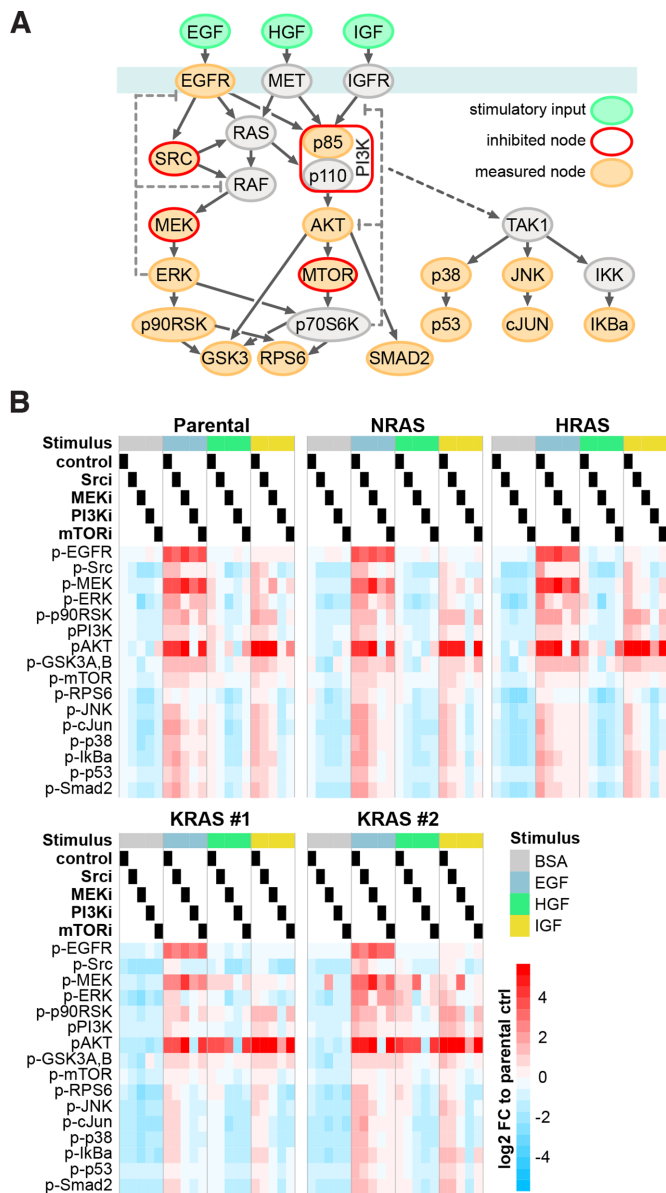 A
EGF HGF IGF
EGFR MET IGFR
stimulatory input
RAS p85
inhibited node
SRC PI3K
p110 measured node
RAF
MEK AKT TAK1
ERK MTOR p38 JNK IKK
p90RSK p70S6K p53 cJUN IKBa
GSK3 RPS6 SMAD2
B
Parental NRAS HRAS
Stimulus
control
Srci
MEKi
PI3Ki
mTORi
p-EGFR
p-Src
p-MEK
p-ERK
p-p90RSK
pPI3K
pAKT
p-GSK3A,B
p-mTOR
p-RPS6
p-JNK
p-cJun
p-p38
p-IkBa
p-p53
p-Smad2
KRAS #1 KRAS #2
Stimulus
control
Srci
MEKi
PI3Ki
mTORi
p-EGFR
p-Src
p-MEK
p-ERK
p-p90RSK
pPI3K
pAKT
p-GSK3A,B
p-mTOR
p-RPS6
p-JNK
p-cJun
p-p38
p-IkBa
p-p53
p-Smad2
Stimulus
BSA
EGF
HGF
IGF
log2 FC to parental ctrl
4
2
0
-2
-4